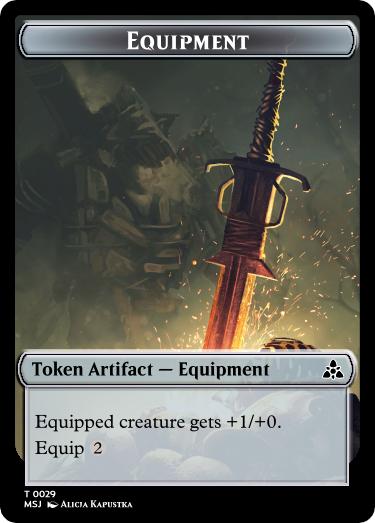 Equipment
Token Artifact — Equipment
Equipped creature gets +1/+0.
Equip 2
T 0029
MSJ Alicja Kapustka